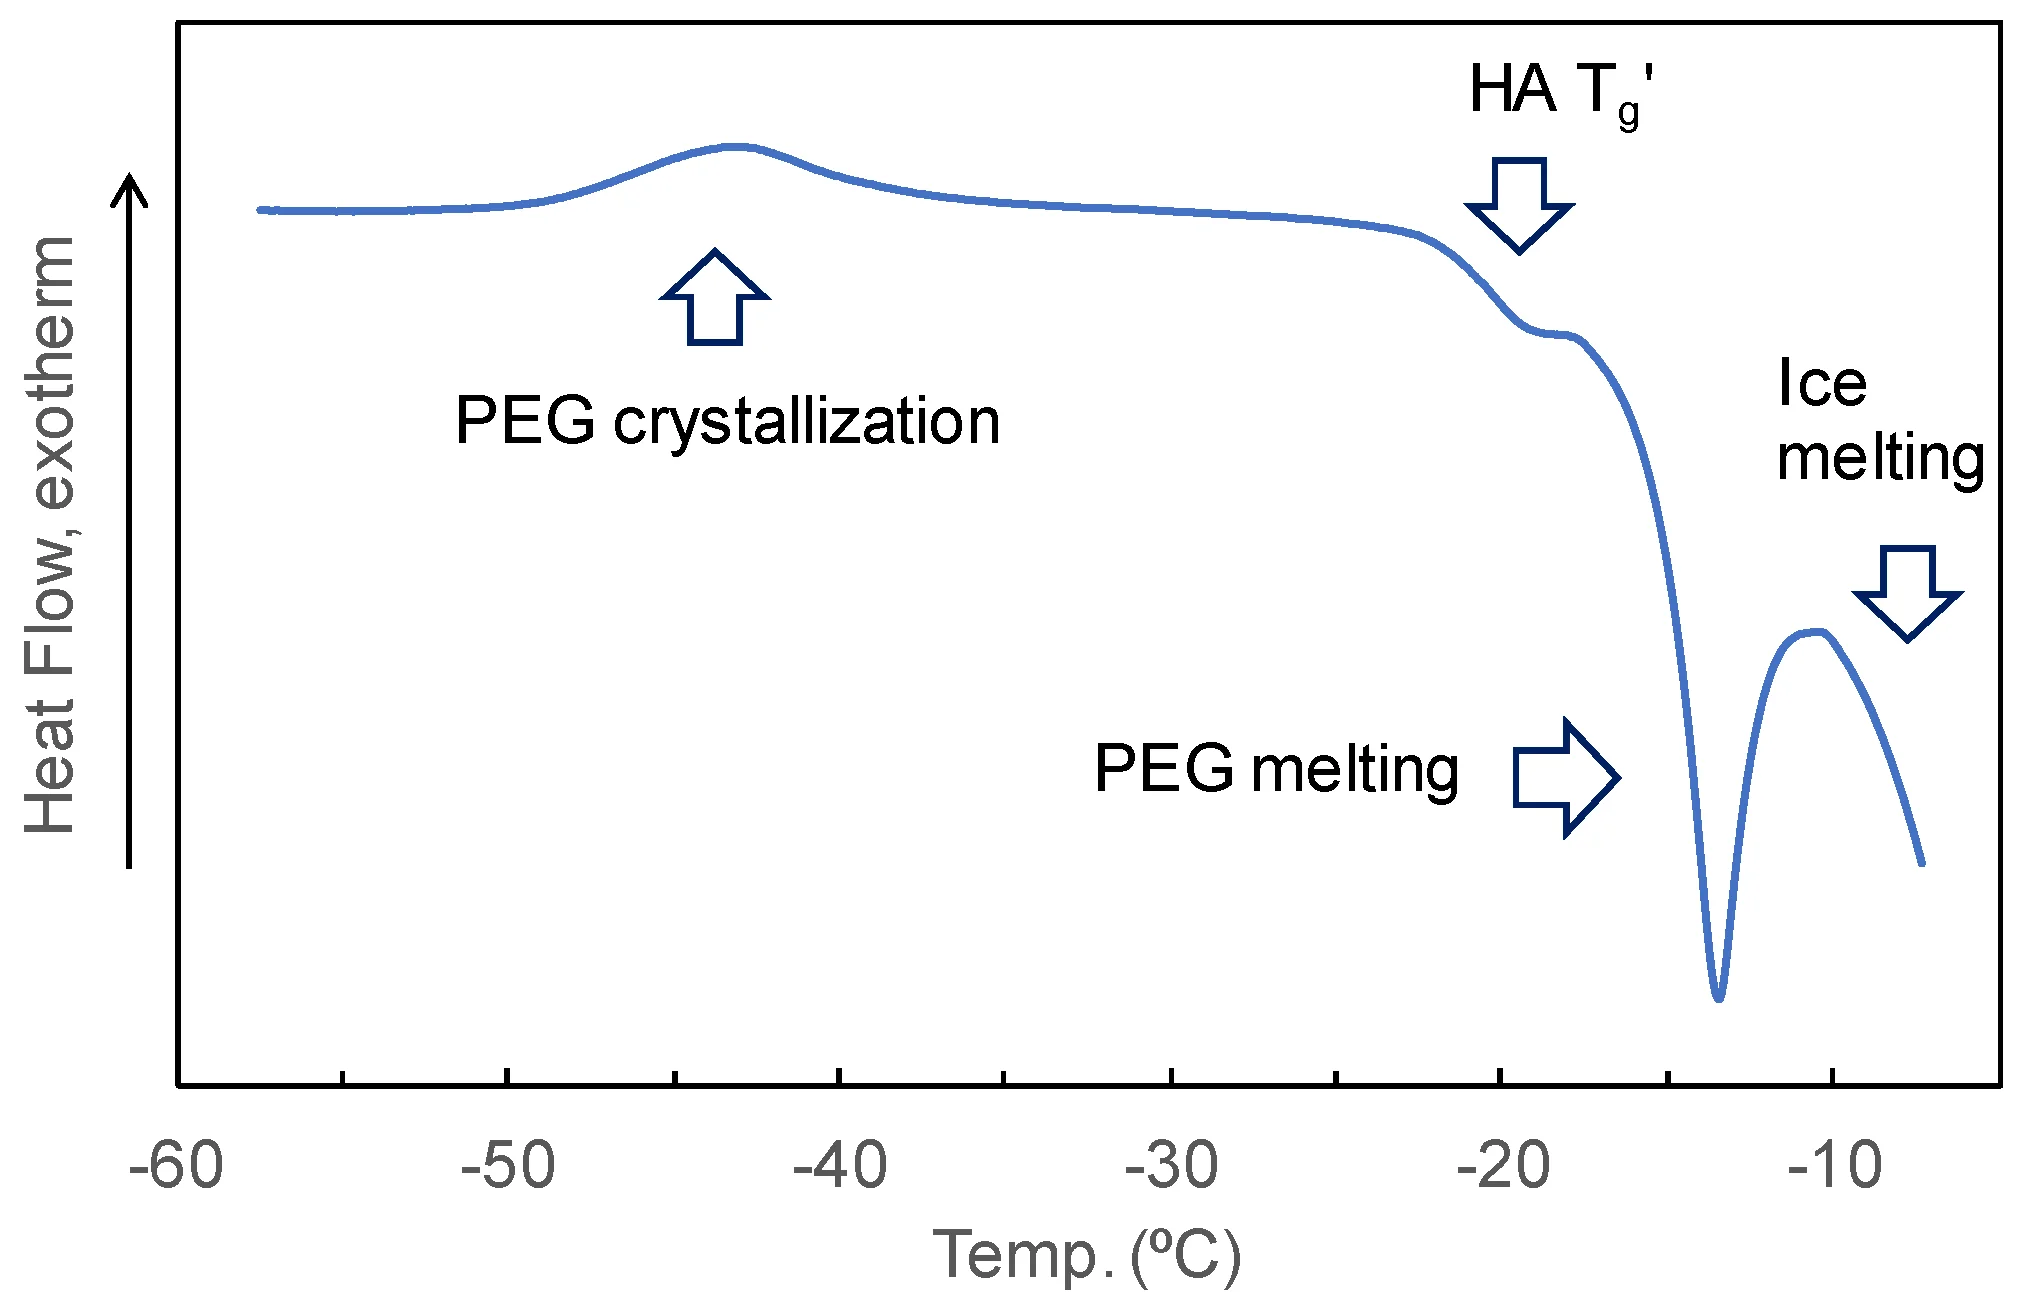 HA Tg'
Heat Flow, exotherm
PEG crystallization
Ice
melting
PEG melting
-60
-50
-40
-30
-20
-10
Temp. (ºC)